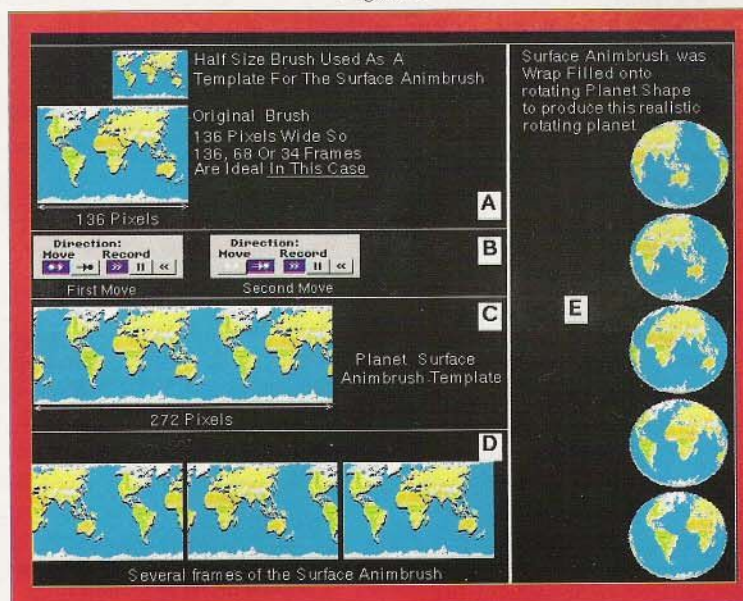 Half Size Brush Used As A
Template For The Surface Animbrush
Original Brush
136 Pixels Wide So
136, 68 Or 34 Frames
Are Ideal In This Case
136 Pixels
A
Direction:
Move Record
First Move
Direction:
Move Record
Second Move
B
C
Planet Surface
Animbrush Template
272 Pixels
D
Several frames of the Surface Animbrush
Surface Animbrush was
Wrap Filled onto
rotating Planet Shape
to produce this realistic
rotating planet
E